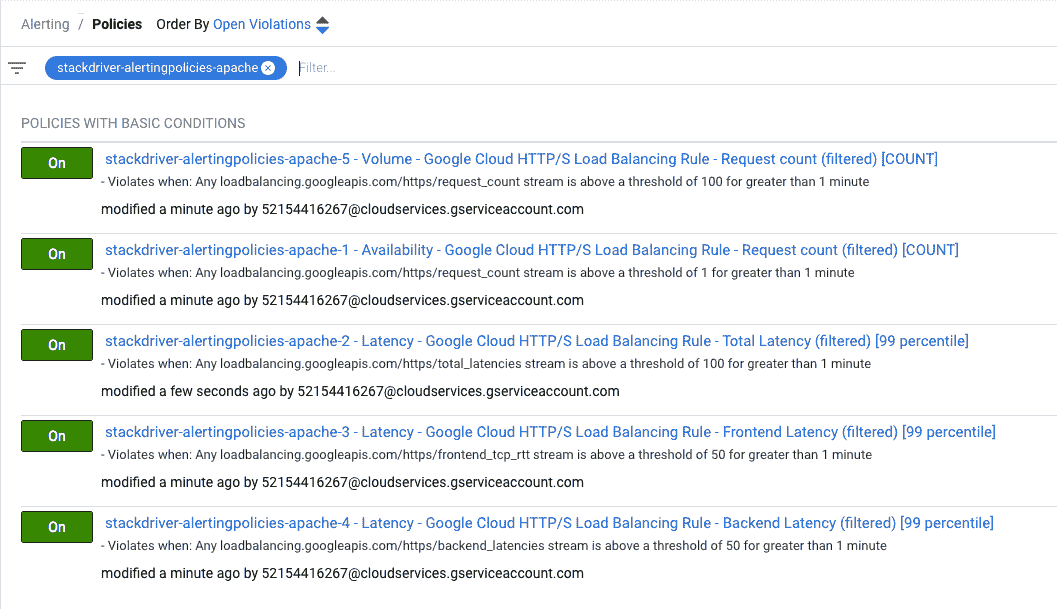 Alerting / Policies Order By Open Violations
stackdriver-alertingpolicies-apache Filter...
POLICIES WITH BASIC CONDITIONS
On stackdriver-alertingpolicies-apache-5 - Volume - Google Cloud HTTP/S Load Balancing Rule - Request count (filtered) [COUNT]
- Violates when: Any loadbalancing.googleapis.com/https/request_count stream is above a threshold of 100 for greater than 1 minute
modified a minute ago by 52154416267@cloudservices.gserviceaccount.com
On stackdriver-alertingpolicies-apache-1 - Availability - Google Cloud HTTP/S Load Balancing Rule - Request count (filtered) [COUNT]
- Violates when: Any loadbalancing.googleapis.com/https/request_count stream is above a threshold of 1 for greater than 1 minute
modified a minute ago by 52154416267@cloudservices.gserviceaccount.com
On stackdriver-alertingpolicies-apache-2 - Latency - Google Cloud HTTP/S Load Balancing Rule - Total Latency (filtered) [99 percentile]
- Violates when: Any loadbalancing.googleapis.com/https/total_latencies stream is above a threshold of 100 for greater than 1 minute
modified a few seconds ago by 52154416267@cloudservices.gserviceaccount.com
On stackdriver-alertingpolicies-apache-3 - Latency - Google Cloud HTTP/S Load Balancing Rule - Frontend Latency (filtered) [99 percentile]
- Violates when: Any loadbalancing.googleapis.com/https/frontend_tcp_rtt stream is above a threshold of 50 for greater than 1 minute
modified a minute ago by 52154416267@cloudservices.gserviceaccount.com
On stackdriver-alertingpolicies-apache-4 - Latency - Google Cloud HTTP/S Load Balancing Rule - Backend Latency (filtered) [99 percentile]
- Violates when: Any loadbalancing.googleapis.com/https/backend_latencies stream is above a threshold of 50 for greater than 1 minute
modified a minute ago by 52154416267@cloudservices.gserviceaccount.com